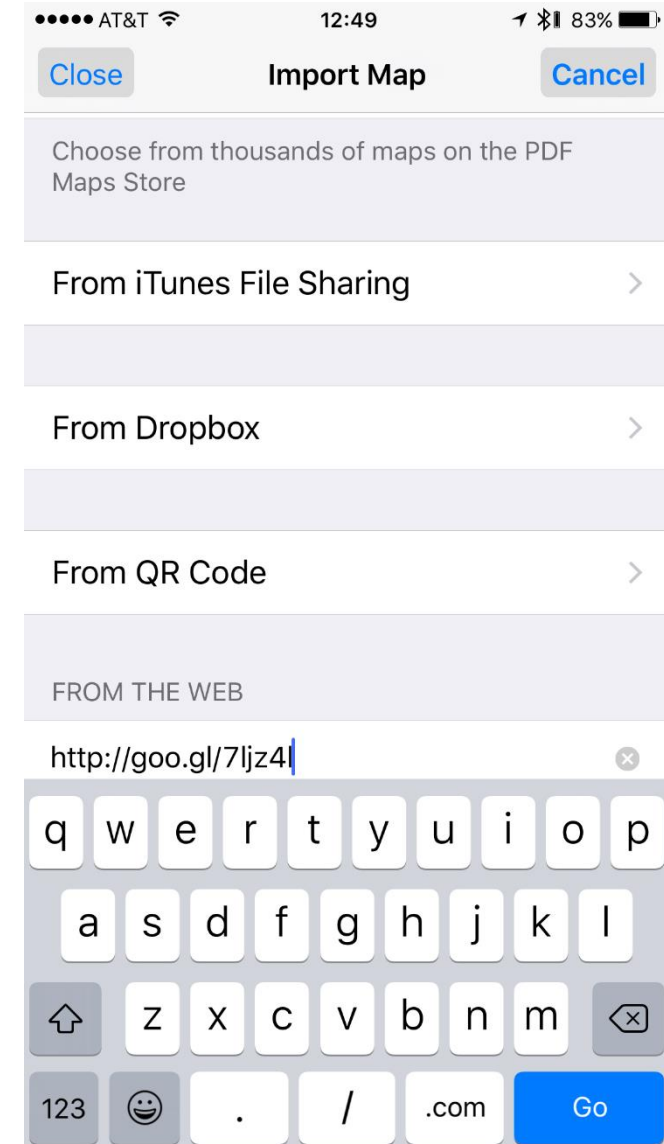 AT&T 12:49 83%
Close Import Map Cancel
Choose from thousands of maps on the PDF
Maps Store
From iTunes File Sharing
From Dropbox
From QR Code
FROM THE WEB
http://goo.gl/7ljz4l
q w e r t y u i o p
a s d f g h j k l
z x c v b n m
123 . / .com Go